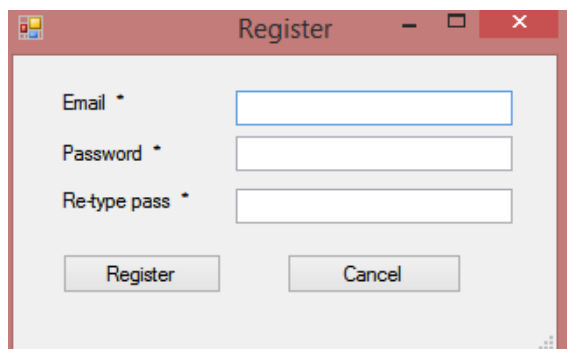 Register
Email *
Password *
Re-type pass *
Register Cancel